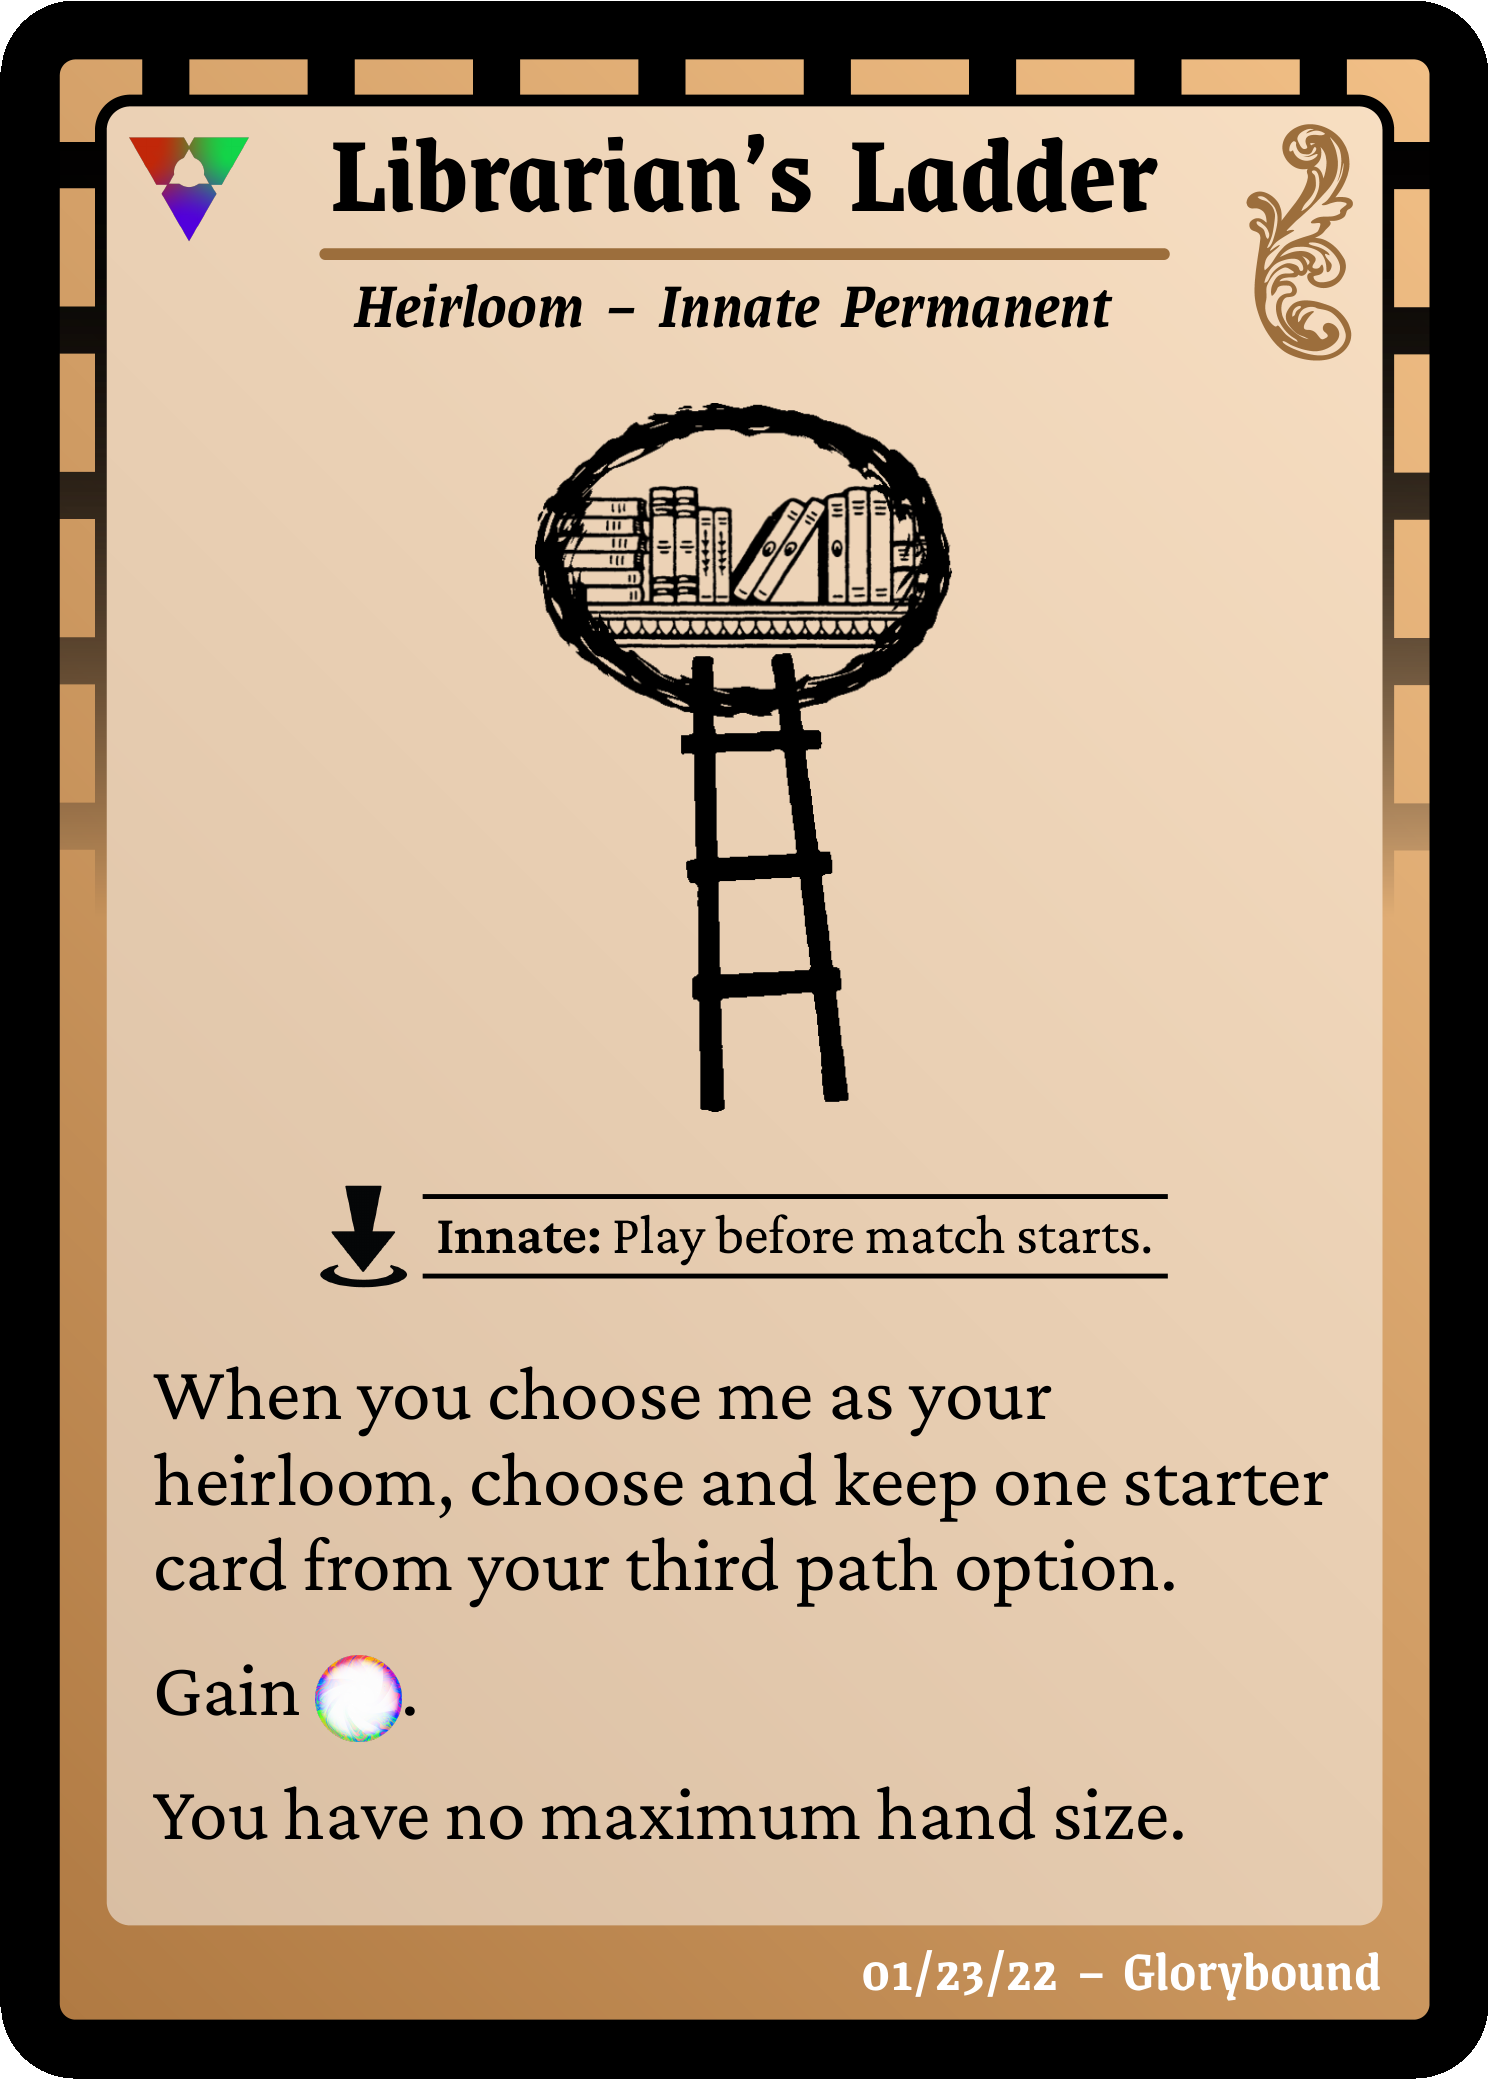 Librarian’s Ladder
Heirloom – Innate Permanent
Innate: Play before match starts.
When you choose me as your
heirloom, choose and keep one starter
card from your third path option.
Gain .
You have no maximum hand size.
01/23/22 – Glorybound